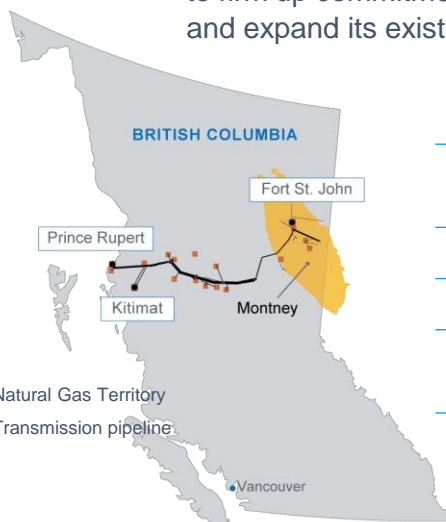 and expand its exist
BRITISH COLUMBIA
Fort St. John
Prince Rupert
Kitimat
Montney
Natural Gas Territory
Transmission pipeline
Vancouver